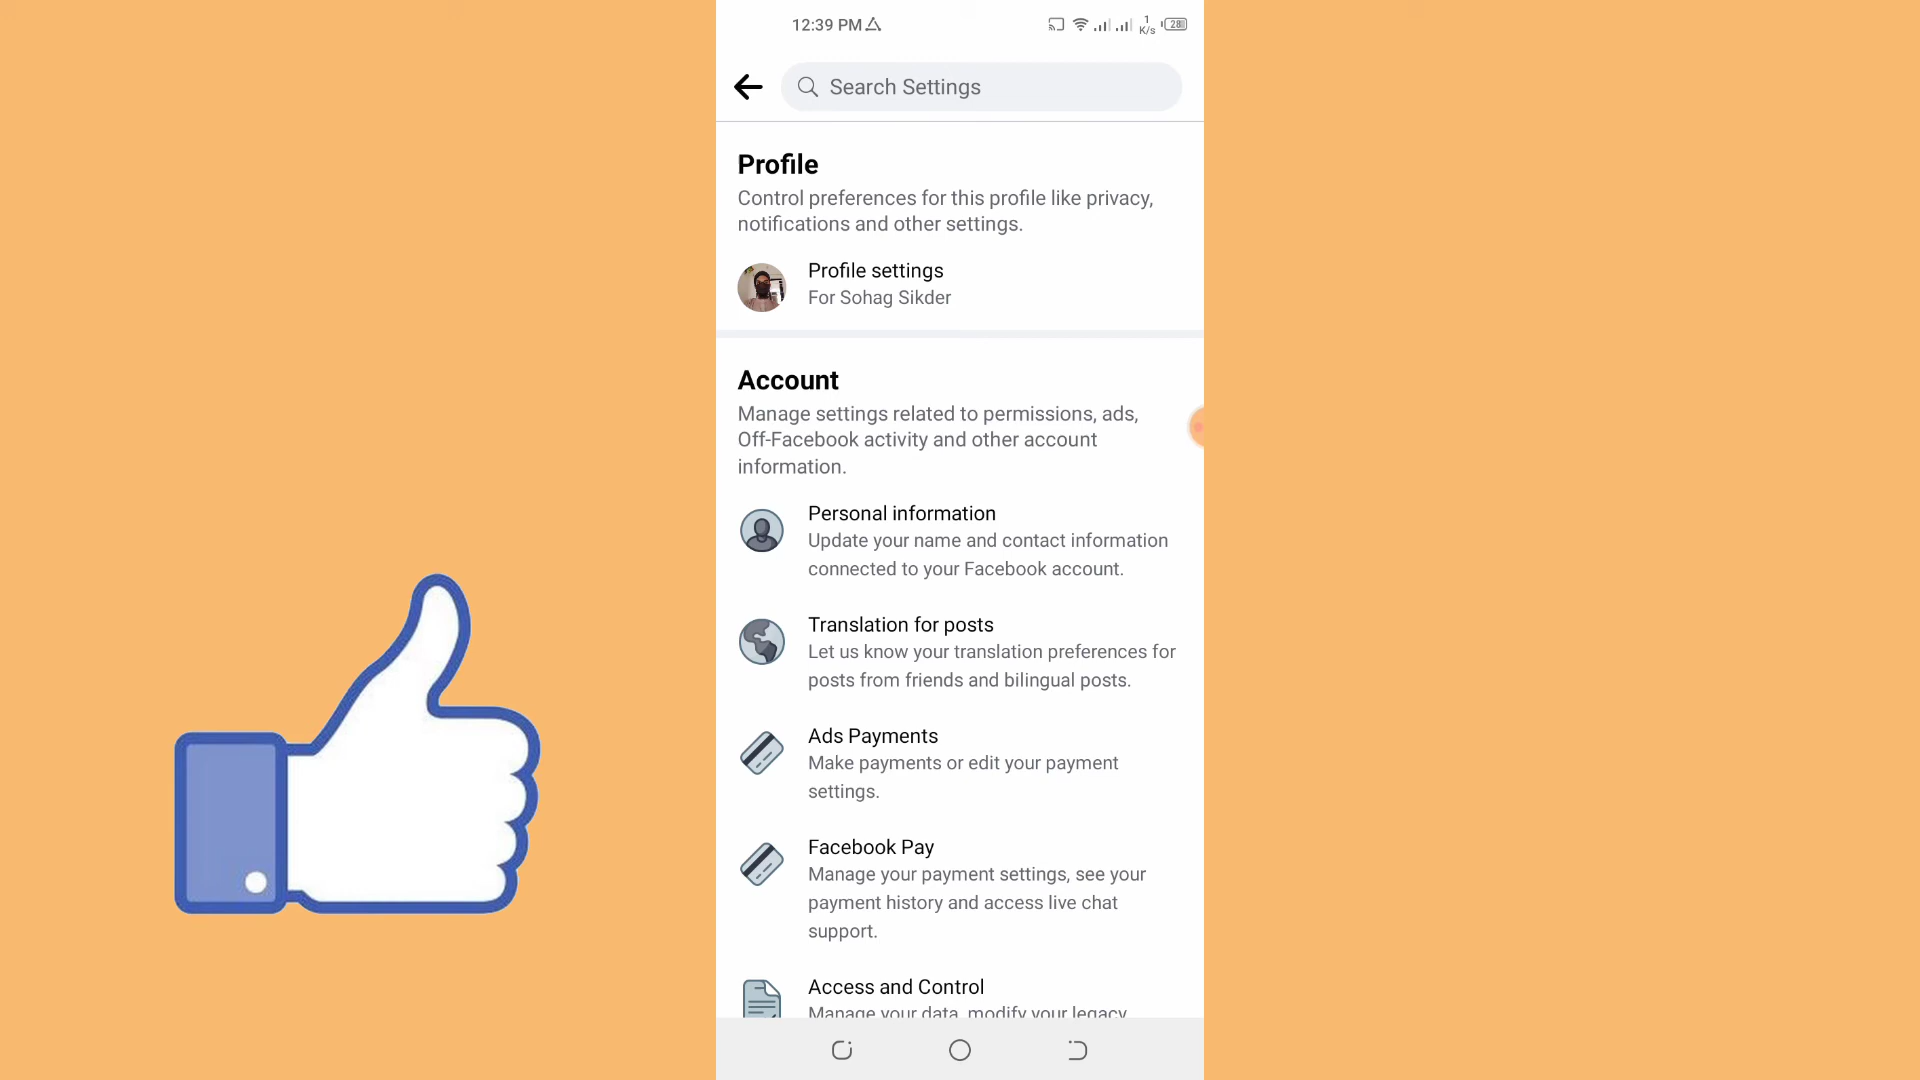 12:39 PM
1
K/s
28
Search Settings
Profile
Control preferences for this profile like privacy,
notifications and other settings.
Profile settings
For Sohag Sikder
Account
Manage settings related to permissions, ads,
Off-Facebook activity and other account
information.
Personal information
Update your name and contact information
connected to your Facebook account.
Translation for posts
Let us know your translation preferences for
posts from friends and bilingual posts.
Ads Payments
Make payments or edit your payment
settings.
Facebook Pay
Manage your payment settings, see your
payment history and access live chat
support.
Access and Control
Manage your data, modify your legacy